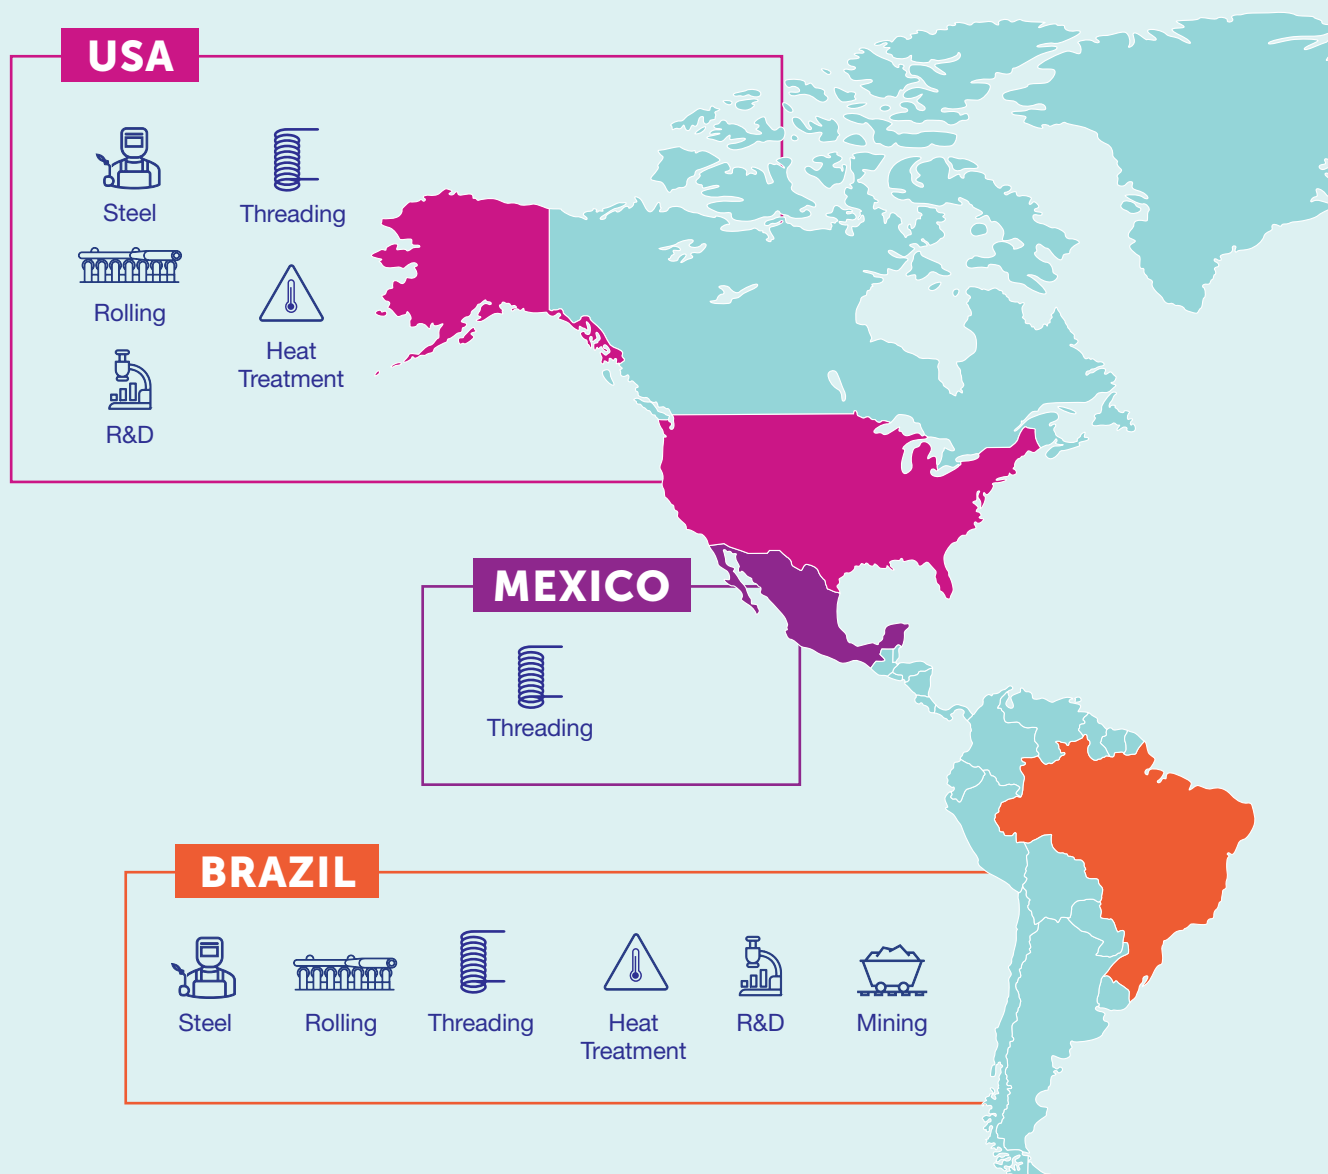 USA
Steel
Threading
Rolling
Heat
Treatment
R&D
MEXICO
Threading
BRAZIL
Steel
Rolling
Threading
Heat
Treatment
R&D
Mining